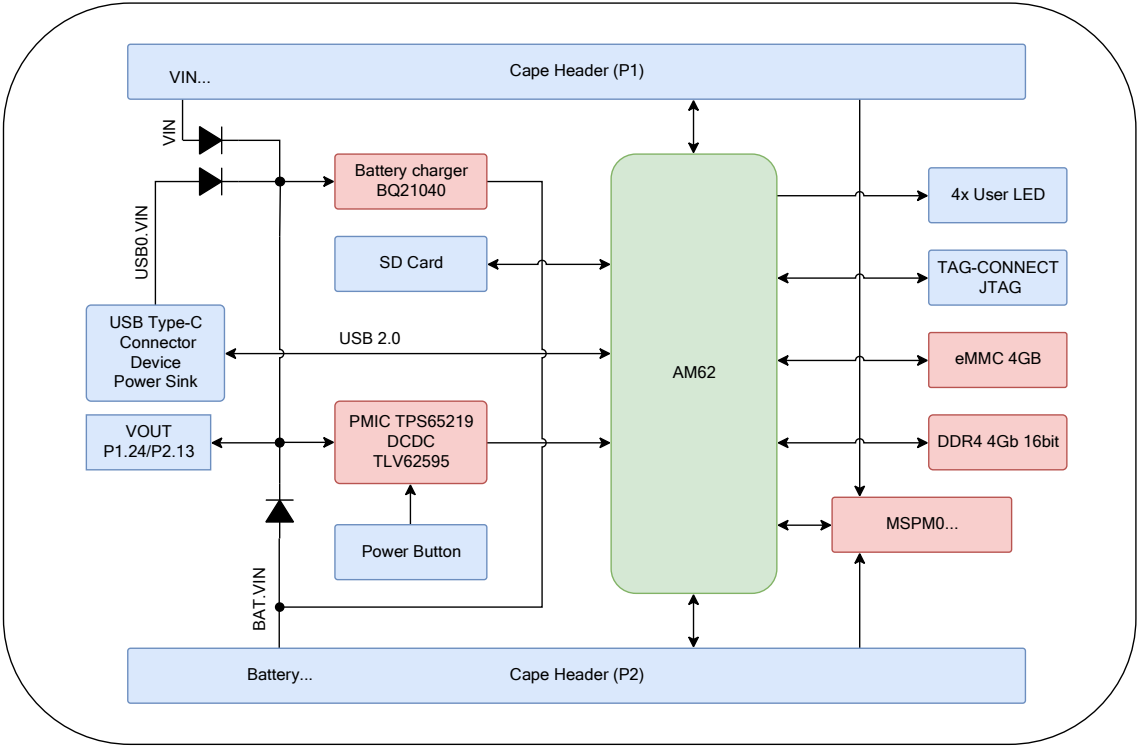 Cape Header (P1)
VIN...
VIN
Battery charger
BQ21040
4x User LED
USB0.VIN
SD Card
TAG-CONNECT
JTAG
USB Type-C
Connector
Device
Power Sink
USB 2.0
AM62
eMMC 4GB
VOUT
P1.24/P2.13
PMIC TPS65219
DCDC
TLV62595
DDR4 4Gb 16bit
MSPM0...
Power Button
BAT.VIN
Battery...
Cape Header (P2)